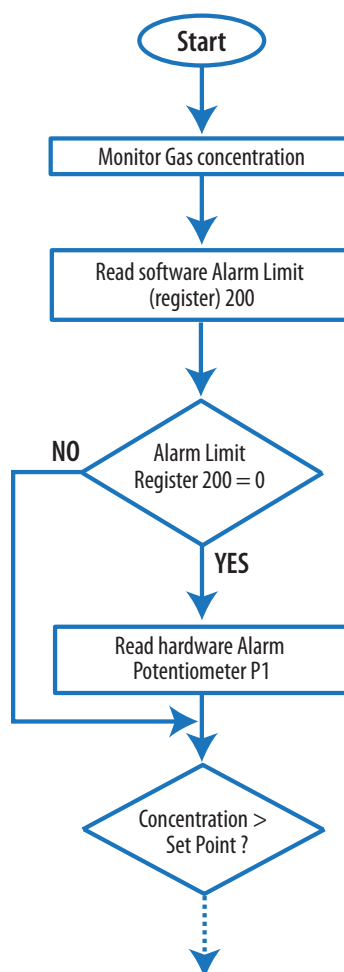 Start
Monitor Gas concentration
Read software Alarm Limit
(register) 200
NO
Alarm Limit
Register 200 = 0
YES
Read hardware Alarm
Potentiometer P1
Concentration >
Set Point ?